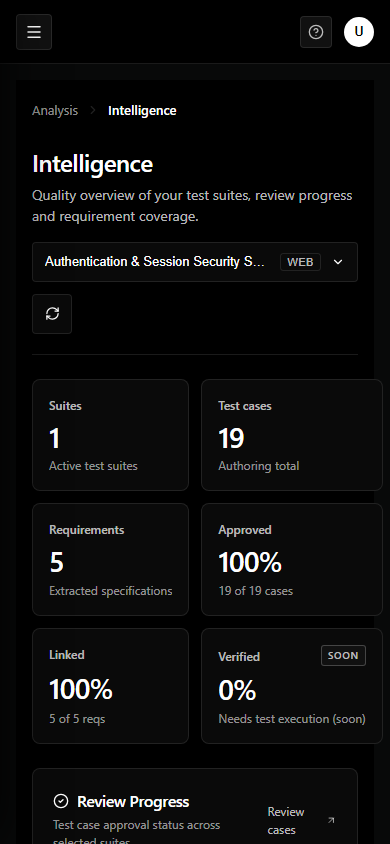 U
Analysis Intelligence
Intelligence
Quality overview of your test suites, review progress
and requirement coverage.
Authentication & Session Security S... WEB
Suites
1
Active test suites
Test cases
19
Authoring total
Requirements
5
Extracted specifications
Approved
100%
19 of 19 cases
Linked
100%
5 of 5 reqs
Verified SOON
0%
Needs test execution (soon)
Review Progress
Test case approval status across
selected suites
Review
cases